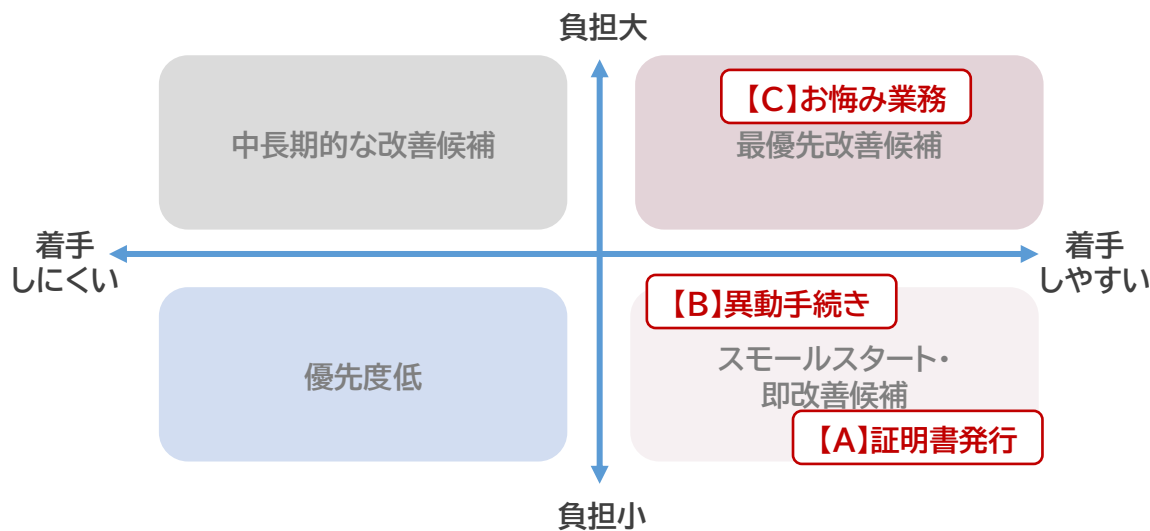 負担大
【C】お悔み業務
中長期的な改善候補
最優先改善候補
着手
しにくい
着手
しやすい
【B】異動手続き
優先度低
スモールスタート・
即改善候補
【A】証明書発行
負担小